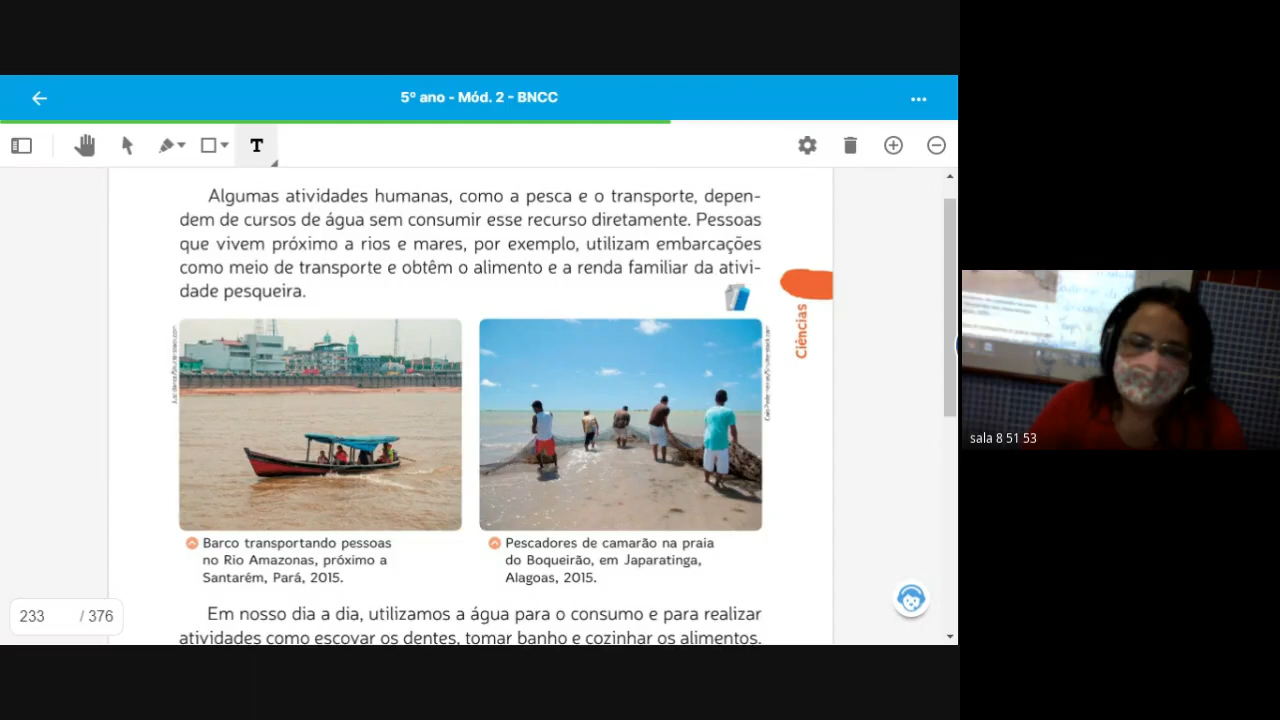 5º ano - Mód. 2 - BNCC
T
Algumas atividades humanas, como a pesca e o transporte, depen-
dem de cursos de água sem consumir esse recurso diretamente. Pessoas
que vivem próximo a rios e mares, por exemplo, utilizam embarcações
como meio de transporte e obtêm o alimento e a renda familiar da ativi-
dade pesqueira.
Ciências
Barco transportando pessoas
no Rio Amazonas, próximo a
Santarém, Pará, 2015.
Pescadores de camarão na praia
do Boqueirão, em Japaratinga,
Alagoas, 2015.
Em nosso dia a dia, utilizamos a água para o consumo e para realizar
atividades como escovar os dentes, tomar banho e cozinhar os alimentos.
233 / 376
sala 8 51 53